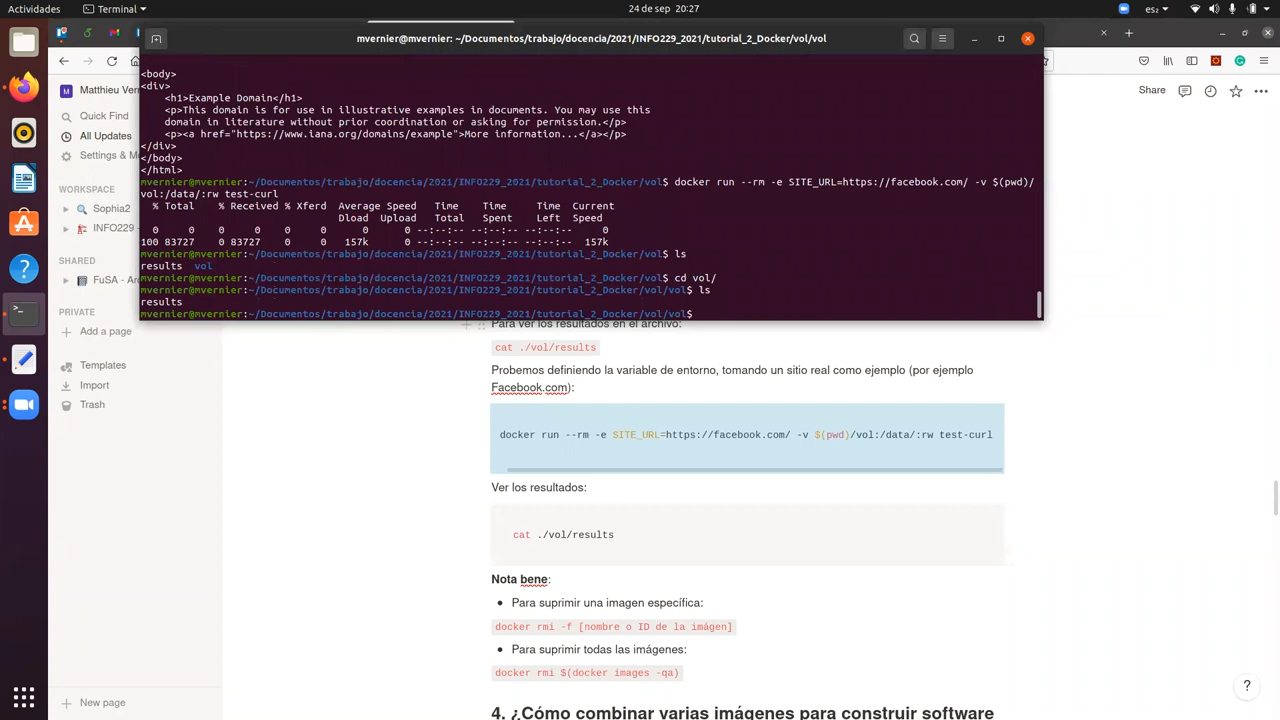 Actividades
Terminal
24 de sep 20:27
es₂
mvernier@mvernier: ~/Documentos/trabajo/docencia/2021/INFO229_2021/tutorial_2_Docker/vol/vol
<body>
<div>
<h1>Example Domain</h1>
<p>This domain is for use in illustrative examples in documents. You may use this
domain in literature without prior coordination or asking for permission.</p>
<p><a href="https://www.iana.org/domains/example">More information...</a></p>
</div>
</body>
</html>
mvernier@mvernier:~/Documentos/trabajo/docencia/2021/INFO229_2021/tutorial_2_Docker/vol$ docker run --rm -e SITE_URL=https://facebook.com/ -v $(pwd)/
vol:/data/:rw test-curl
% Total % Received % Xferd Average Speed Time Time Time Current
Dload Upload Total Spent Left Speed
0 0 0 0 0 0 0 0 --:--:-- --:--:-- --:--:-- 0
100 83727 0 83727 0 0 157k 0 --:--:-- --:--:-- --:--:-- 157k
mvernier@mvernier:~/Documentos/trabajo/docencia/2021/INFO229_2021/tutorial_2_Docker/vol$ ls
results vol
mvernier@mvernier:~/Documentos/trabajo/docencia/2021/INFO229_2021/tutorial_2_Docker/vol$ cd vol/
mvernier@mvernier:~/Documentos/trabajo/docencia/2021/INFO229_2021/tutorial_2_Docker/vol/vol$ ls
results
mvernier@mvernier:~/Documentos/trabajo/docencia/2021/INFO229_2021/tutorial_2_Docker/vol/vol$
Matthieu Ver
Quick Find
All Updates
Settings & M
WORKSPACE
Sophia2
INFO229 -
SHARED
FuSA - Ar
PRIVATE
Add a page
Templates
Import
Trash
New page
Share
Para ver los resultados en el archivo:
cat ./vol/results
Probemos definiendo la variable de entorno, tomando un sitio real como ejemplo (por ejemplo
Facebook.com):
docker run --rm -e SITE_URL=https://facebook.com/ -v $(pwd)/vol:/data/:rw test-curl
Ver los resultados:
cat ./vol/results
Nota bene:
Para suprimir una imagen específica:
docker rmi -f [nombre o ID de la imágen]
Para suprimir todas las imágenes:
docker rmi $(docker images -qa)
4. ¿Cómo combinar varias imágenes para construir software
?